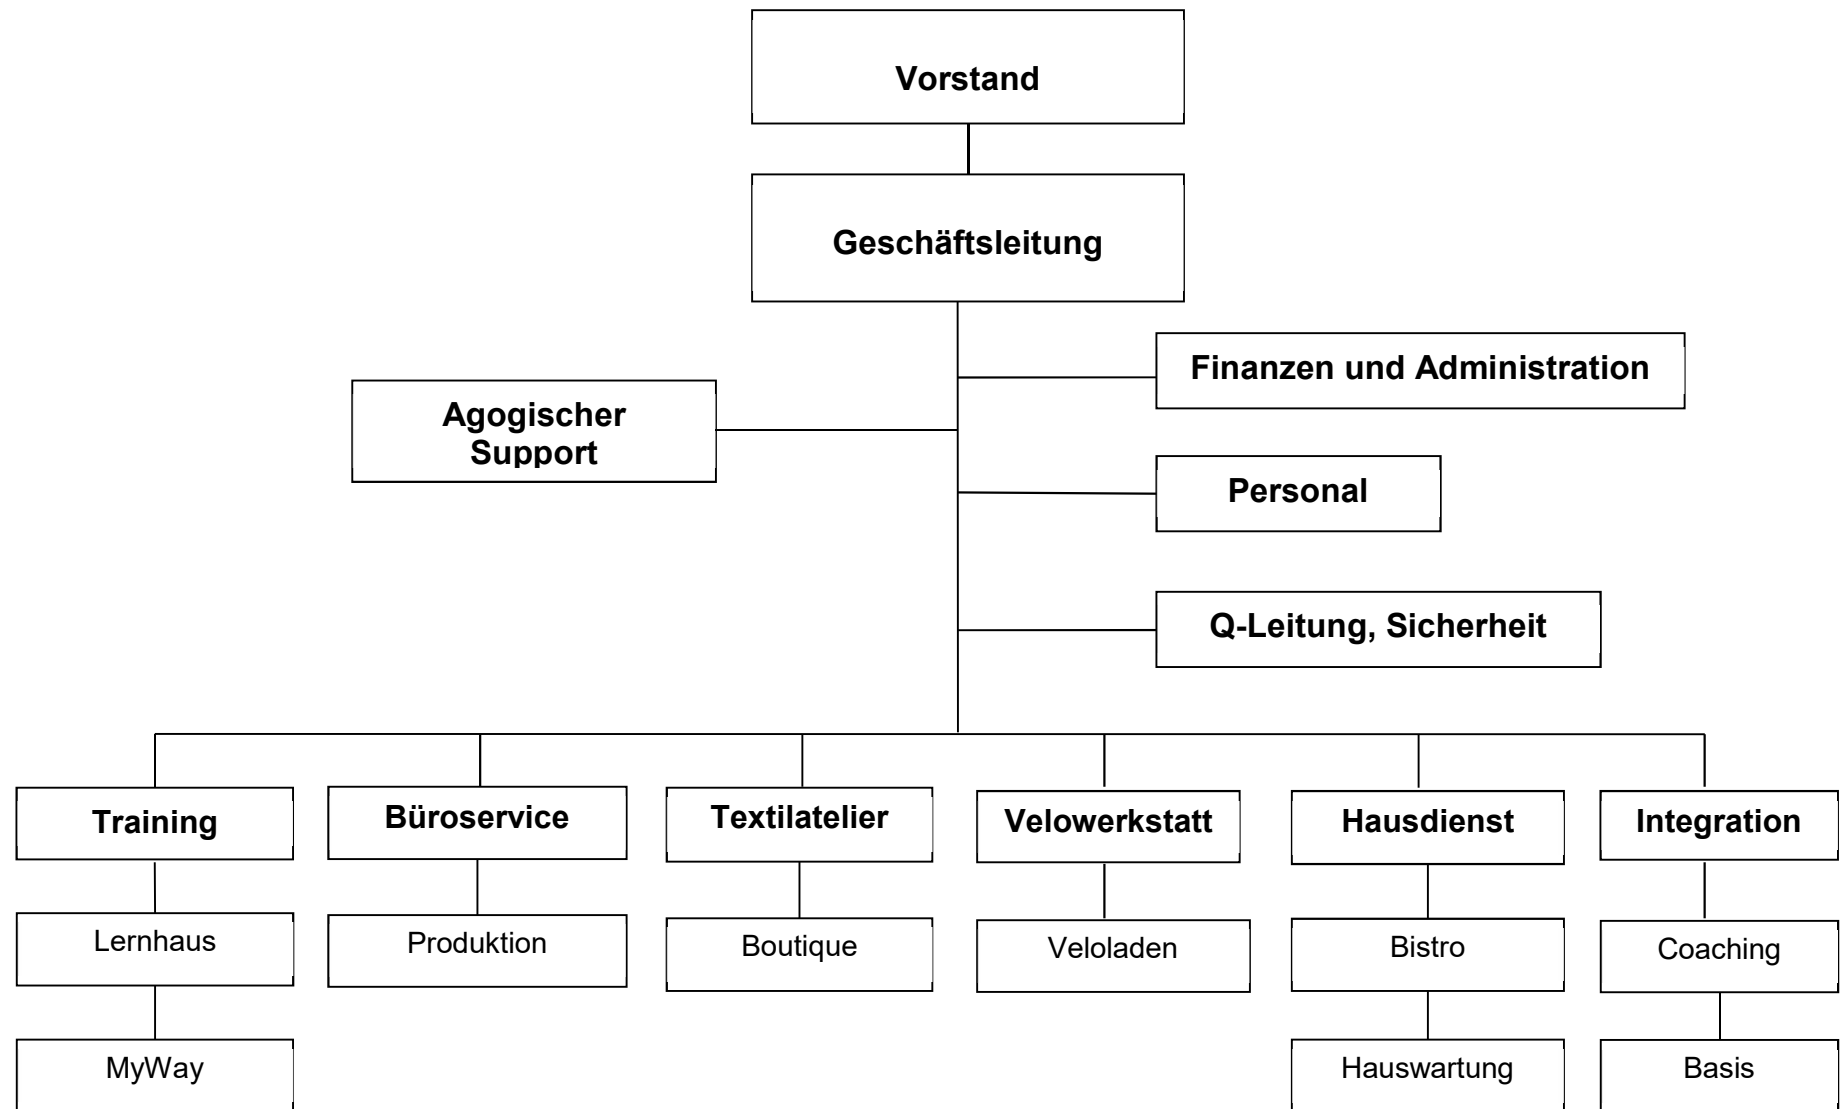 Vorstand
Geschäftsleitung
Finanzen und Administration
Agogischer
Support
Personal
Q-Leitung, Sicherheit
Training
Büroservice
Textilatelier
Velowerkstatt
Hausdienst
Integration
Lernhaus
Produktion
Boutique
Veloladen
Bistro
Coaching
MyWay
Hauswartung
Basis